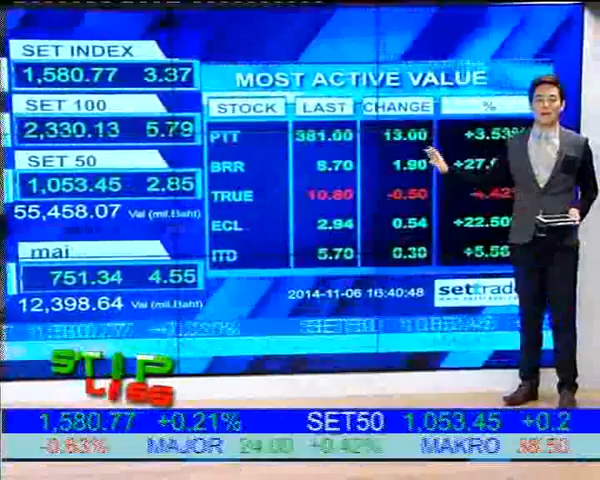 SET INDEX
1,580.77 3.37
SET 100
2,330.13 5.79
SET 50
1,053.45 2.85
55,458.07 Val (mil.Baht)
mai
751.34 4.55
12,398.64 Val (mil.Baht)
MOST ACTIVE VALUE
STOCK LAST CHANGE %
PTT 381.00 13.00 +3.53%
BRR 8.70 1.90
TRUE 10.80 -0.50
ECL 2.94 0.54 +22.50
ITD 5.70 0.30
2014-11-06 16:40:48
settrade
1,580.77 +0.21% SET50 1,053.45 +0.2
-0.63% MAJOR 24.00 +0.42% MAKRO 38.50